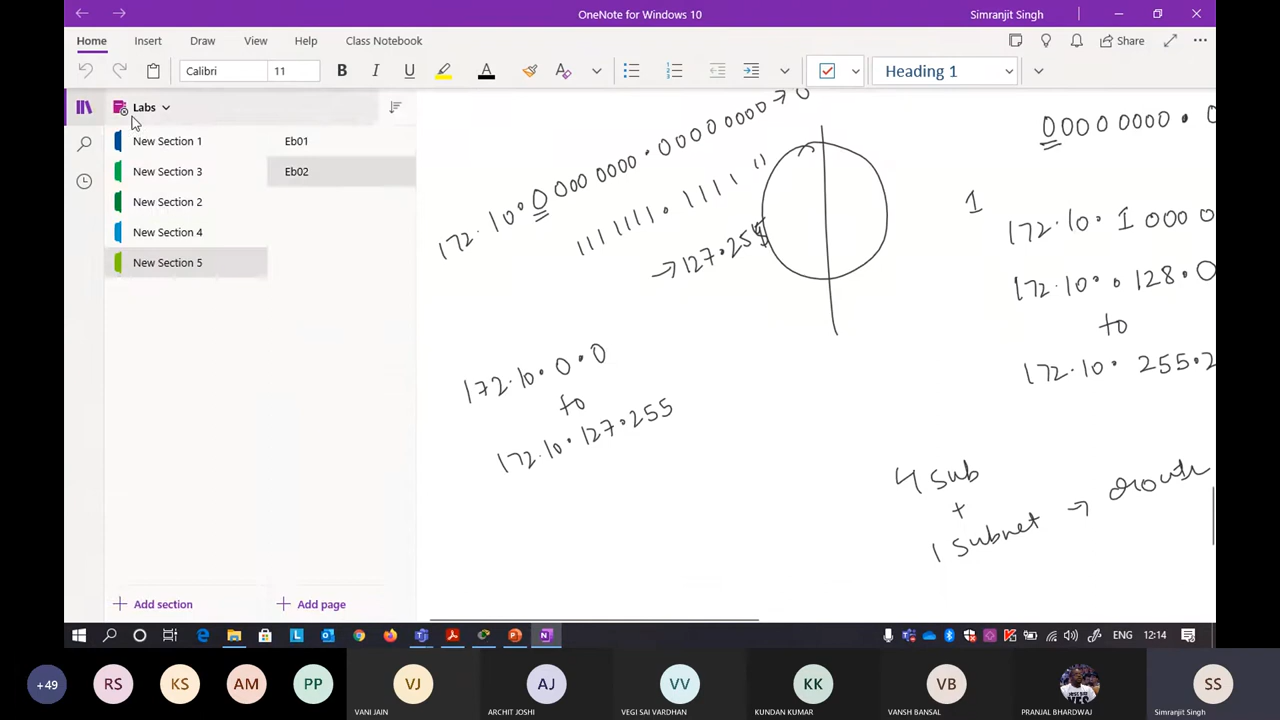 OneNote for Windows 10
Simranjit Singh
Home
Insert
Draw
View
Help
Class Notebook
Share
Calibri
11
B I U A
Heading 1
Labs
New Section 1
New Section 3
New Section 2
New Section 4
New Section 5
Eb01
Eb02
172.10.0000 0000.0000 0000 → 0
1111111.1111 "
→ 127.255
172.10.0.0
to
172.10.127.255
0000 0000.0
1
172.10.1 000 0
172.10.128.0
to
172.10.255.2
4 sub
+
1 subnet →
Add section
Add page
ENG
12:14
+49
RS
KS
AM
PP
VJ
AJ
VV
KK
VB
SS
VANI JAIN
ARCHIT JOSHI
VEGI SAI VARDHAN
KUNDAN KUMAR
VANSH BANSAL
PRANJAL BHARDWAJ
Simranjit Singh